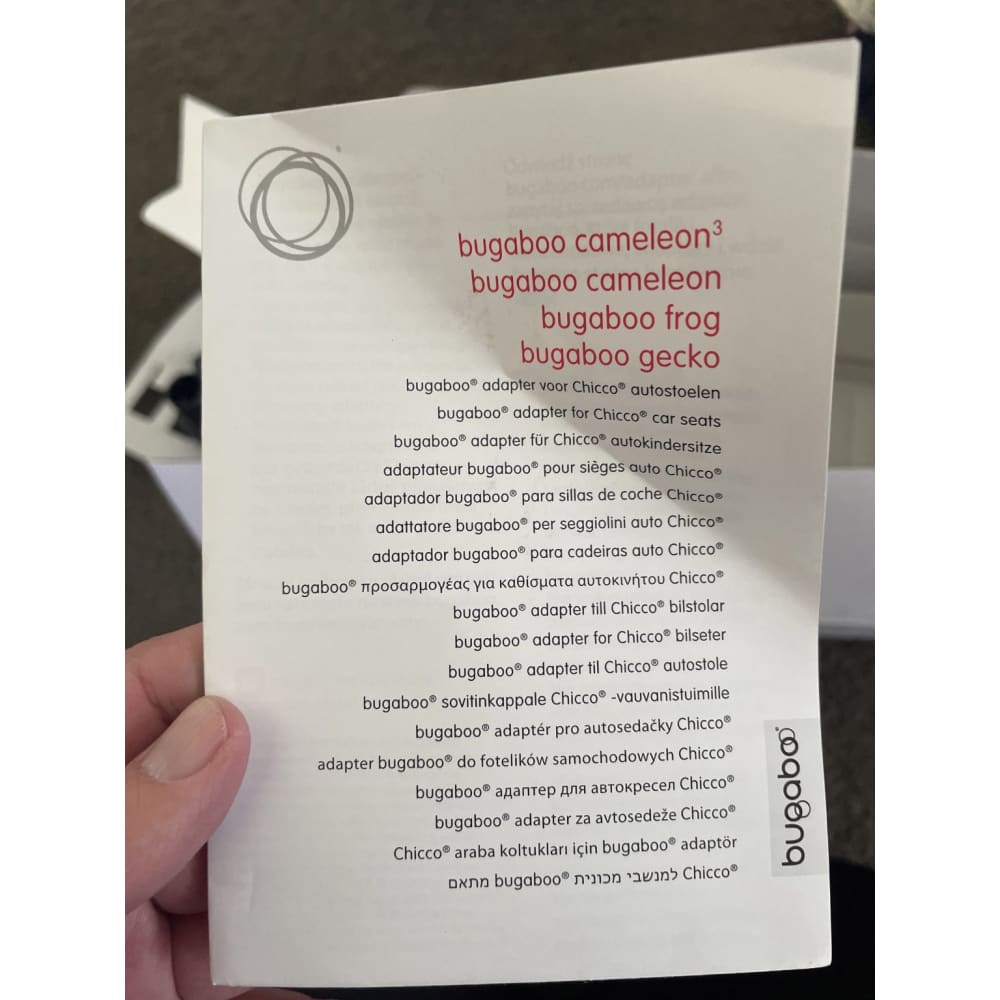 bugaboo cameleon³
bugaboo cameleon
bugaboo frog
bugaboo gecko
bugaboo® adapter voor Chicco® autostoelen
bugaboo® adapter for Chicco® car seats
bugaboo® adapter für Chicco® autokindersitze
adaptateur bugaboo® pour sièges auto Chicco®
adaptador bugaboo® para sillas de coche Chicco®
adattatore bugaboo® per seggiolini auto Chicco®
adaptador bugaboo® para cadeiras auto Chicco®
bugaboo® προσαρμογέας για καθίσματα αυτοκινήτου Chicco®
bugaboo® adapter till Chicco® bilstolar
bugaboo® adapter for Chicco® bilseter
bugaboo® adapter til Chicco® autostole
bugaboo® sovitinkappale Chicco® -vauvanistuimille
bugaboo® adaptér pro autosedačky Chicco®
adapter bugaboo® do fotelików samochodowych Chicco®
bugaboo® адаптер для автокресел Chicco®
bugaboo® adapter za avtosedeže Chicco®
Chicco® araba koltukları için bugaboo® adaptör
מתאם bugaboo® למנשבי מכונית Chicco®
bugaboo®